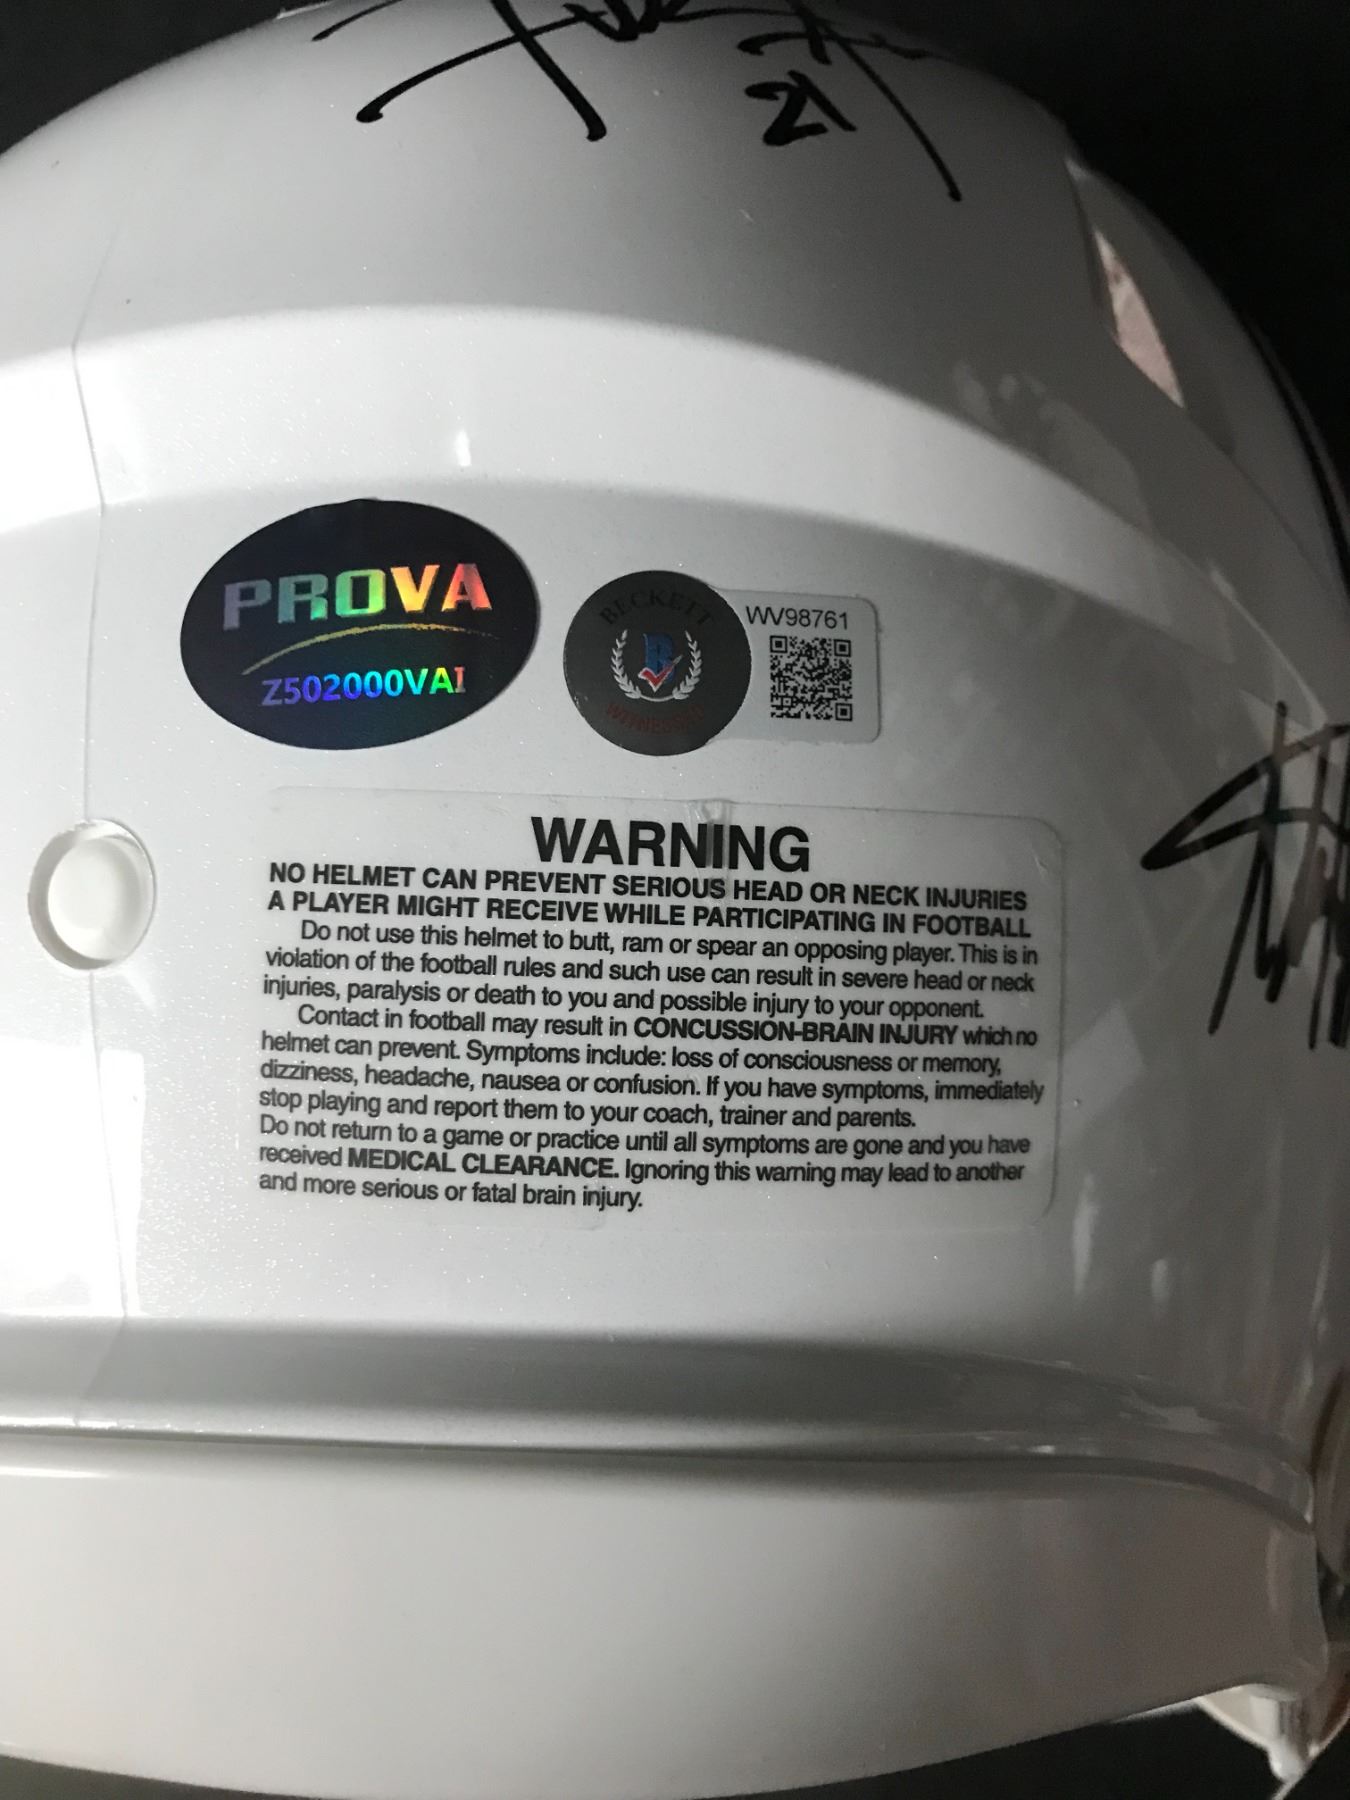 21
PROVA
Z502000VAI
BECKETT
B
WITNESSED
WV98761
WARNING
NO HELMET CAN PREVENT SERIOUS HEAD OR NECK INJURIES
A PLAYER MIGHT RECEIVE WHILE PARTICIPATING IN FOOTBALL
Do not use this helmet to butt, ram or spear an opposing player. This is in
violation of the football rules and such use can result in severe head or neck
injuries, paralysis or death to you and possible injury to your opponent.
Contact in football may result in CONCUSSION-BRAIN INJURY which no
helmet can prevent. Symptoms include: loss of consciousness or memory,
dizziness, headache, nausea or confusion. If you have symptoms, immediately
stop playing and report them to your coach, trainer and parents.
Do not return to a game or practice until all symptoms are gone and you have
received MEDICAL CLEARANCE. Ignoring this warning may lead to another
and more serious or fatal brain injury.